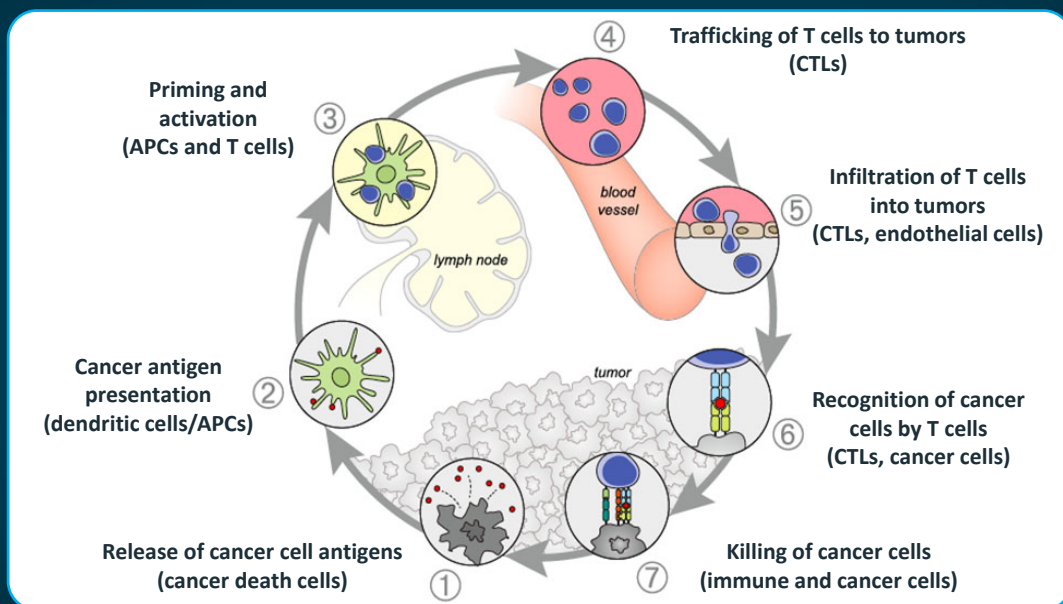 ④
Trafficking of T cells to tumors
(CTLs)
Priming and
activation
(APCs and T cells)
③
blood
vessel
⑤
Infiltration of T cells
into tumors
(CTLs, endothelial cells)
lymph node
Cancer antigen
presentation
(dendritic cells/APCs)
②
tumor
⑥
Recognition of cancer
cells by T cells
(CTLs, cancer cells)
Release of cancer cell antigens
(cancer death cells)
①
⑦
Killing of cancer cells
(immune and cancer cells)